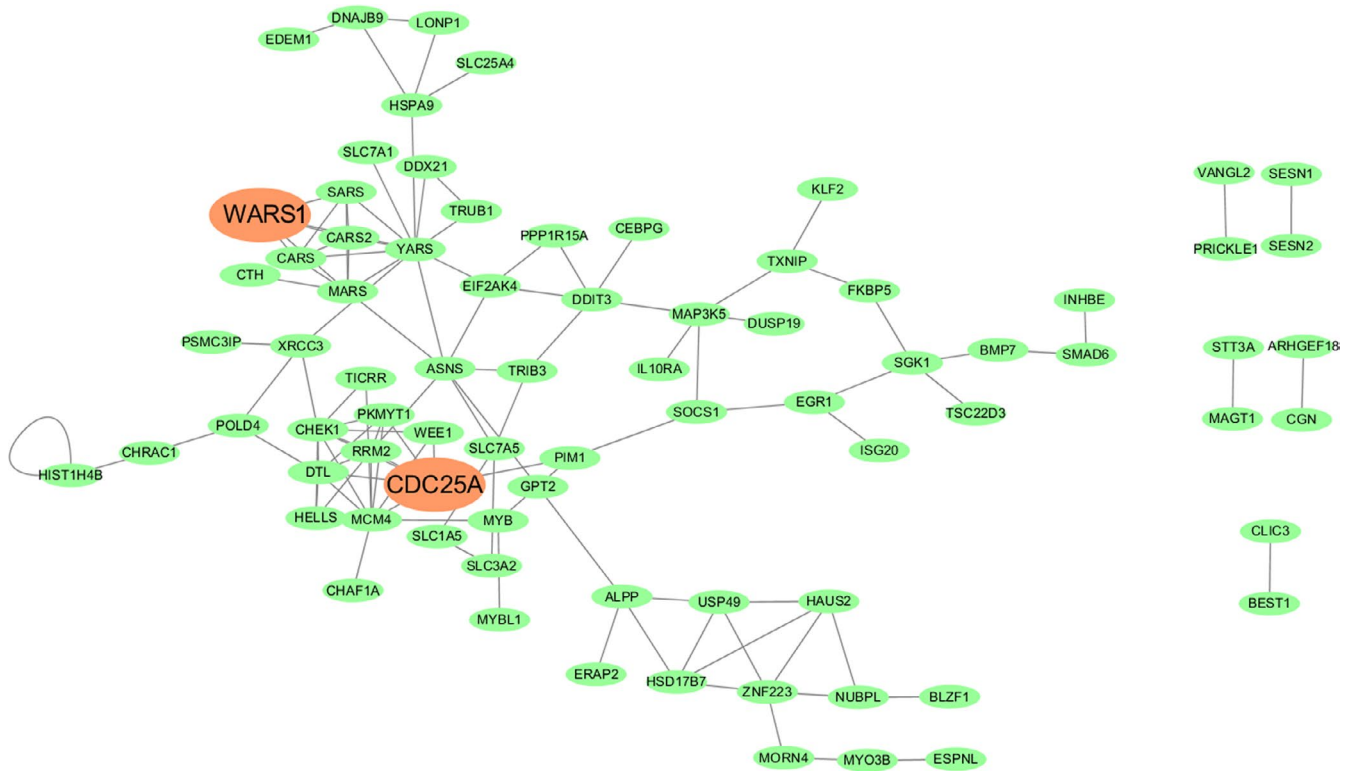 DNAJB9
LONP1
EDEM1
SLC25A4
HSPA9
SLC7A1
DDX21
VANGL2
SESN1
SARS
KLF2
WARS1
TRUB1
CARS2
PPP1R15A
CEBPG
YARS
PRICKLE1
SESN2
CARS
TXNIP
CTH
MARS
EIF2AK4
DDIT3
FKBP5
INHBE
MAP3K5
DUSP19
PSMC3IP
XRCC3
BMP7
SMAD6
STT3A
ARHGEF18
ASNS
TRIB3
IL10RA
SGK1
TICRR
EGR1
PKMYT1
SOCS1
TSC22D3
MAGT1
CGN
POLD4
CHEK1
WEE1
CHRAC1
RRM2
SLC7A5
PIM1
ISG20
HIST1H4B
DTL
CDC25A
GPT2
HELLS
MCM4
MYB
SLC1A5
CLIC3
SLC3A2
CHAF1A
ALPP
USP49
HAUS2
BEST1
MYBL1
ERAP2
HSD17B7
ZNF223
NUBPL
BLZF1
MORN4
MYO3B
ESPNL